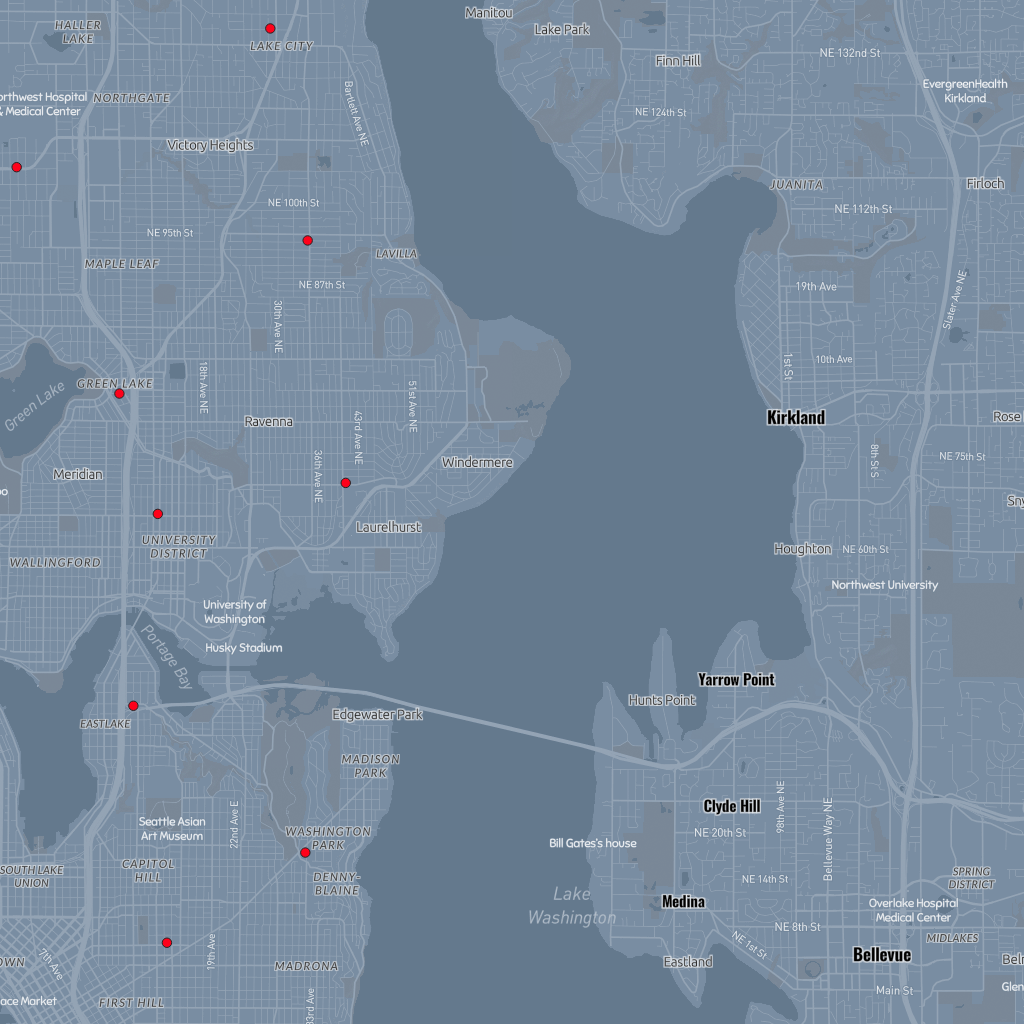 Manitou
HALLER
LAKE
Lake Park
LAKE CITY
NE 132nd St
Finn Hill
EvergreenHealth
Kirkland
orthwest Hospital
& Medical Center
NORTHGATE
Bartlett Ave NE
NE 124th St
Victory Heights
JUANITA
Firloch
NE 100th St
NE 112th St
NE 95th St
LAVILLA
MAPLE LEAF
NE 87th St
19th Ave
Slater Ave NE
30th Ave NE
10th Ave
1st St
GREEN LAKE
18th Ave NE
Green Lake
51st Ave NE
Ravenna
43rd Ave NE
Kirkland
Rose
NE 75th St
8th St S
Windermere
36th Ave NE
Meridian
oo
Sny
Laurelhurst
UNIVERSITY
DISTRICT
Houghton
NE 60th St
WALLINGFORD
Northwest University
University of
Washington
Husky Stadium
Portage Bay
Yarrow Point
Hunts Point
Edgewater Park
EASTLAKE
MADISON
PARK
Clyde Hill
98th Ave NE
Bellevue Way NE
Seattle Asian
Art Museum
22nd Ave E
WASHINGTON
PARK
NE 20th St
Bill Gates's house
CAPITOL
HILL
SOUTH LAKE
UNION
DENNY-
BLAINE
NE 14th St
SPRING
DISTRICT
Lake
Washington
Medina
Overlake Hospital
Medical Center
NE 8th St
MIDLAKES
NE 1st St
19th Ave
7th Ave
OWN
Eastland
Bellevue
Belr
MADRONA
Glen
Main St
ace Market
FIRST HILL
33rd Ave